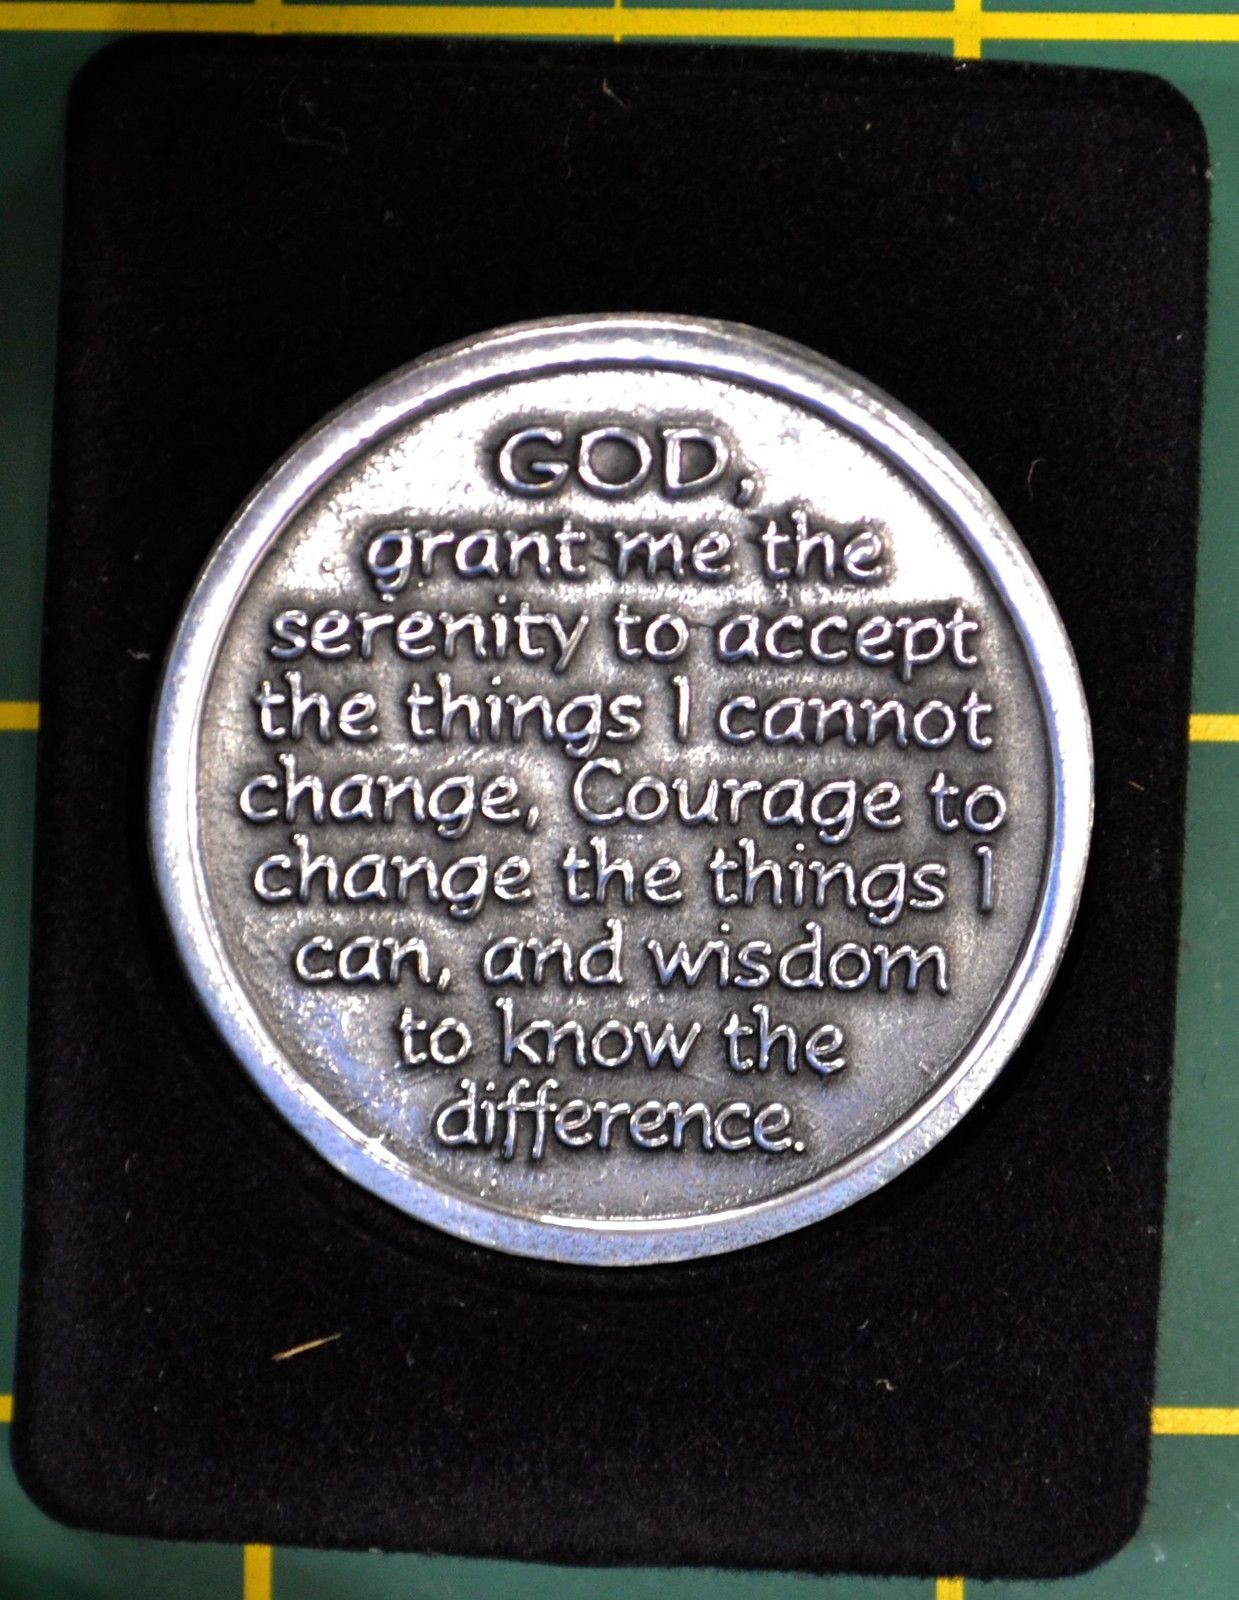 GOD,
grant me the
serenity to accept
the things I cannot
change, Courage to
change the things I
can, and wisdom
to know the
difference.